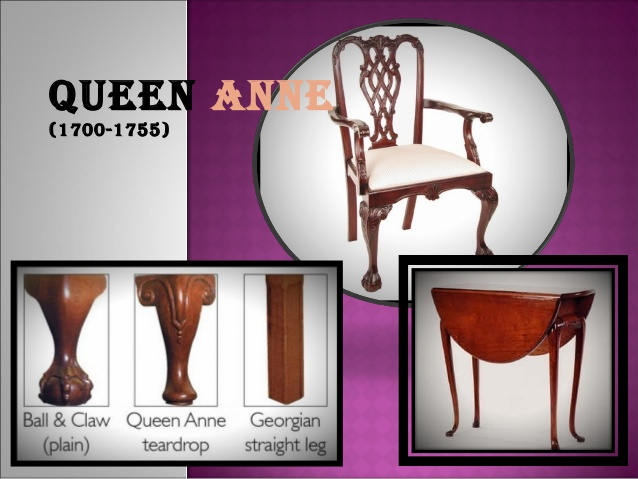 QUEEN ANNE
(1700-1755)
Ball & Claw
(plain)
Queen Anne
teardrop
Georgian
straight leg